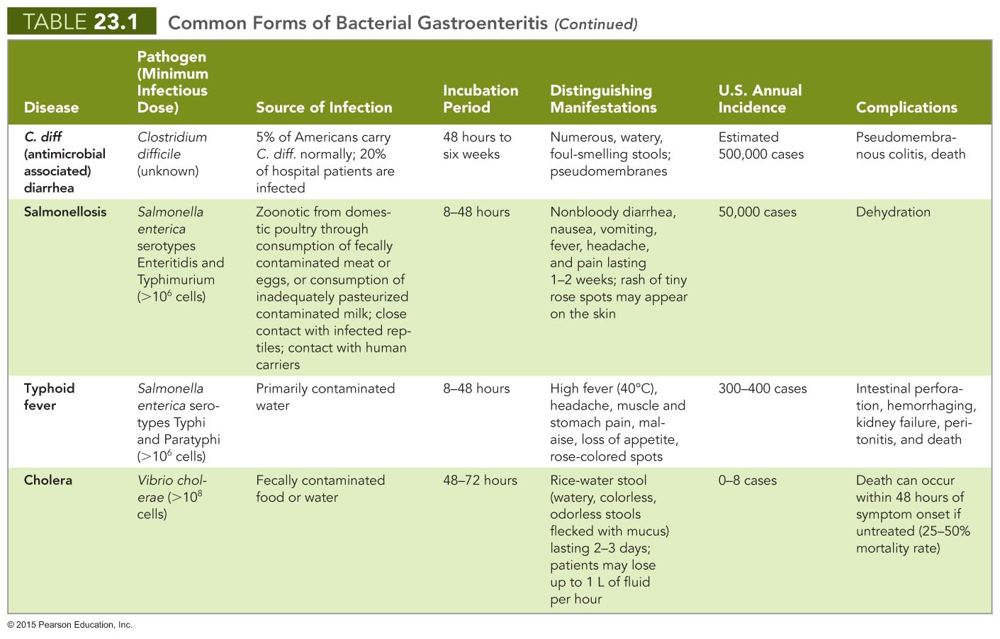 TABLE 23.1 Common Forms of Bacterial Gastroenteritis (Continued)
Disease
Pathogen
(Minimum
Infectious
Dose)
Source of Infection
Incubation
Period
Distinguishing
Manifestations
U.S. Annual
Incidence
Complications
C. diff
(antimicrobial
associated)
diarrhea
Clostridium
difficile
(unknown)
5% of Americans carry
C. diff. normally; 20%
of hospital patients are
infected
48 hours to
six weeks
Numerous, watery,
foul-smelling stools;
pseudomembranes
Estimated
500,000 cases
Pseudomembra-
nous colitis, death
Salmonellosis
Salmonella
enterica
serotypes
Enteritidis and
Typhimurium
(>10⁶ cells)
Zoonotic from domes-
tic poultry through
consumption of fecally
contaminated meat or
eggs, or consumption of
inadequately pasteurized
contaminated milk; close
contact with infected rep-
tiles; contact with human
carriers
8–48 hours
Nonbloody diarrhea,
nausea, vomiting,
fever, headache,
and pain lasting
1–2 weeks; rash of tiny
rose spots may appear
on the skin
50,000 cases
Dehydration
Typhoid
fever
Salmonella
enterica sero-
types Typhi
and Paratyphi
(>10⁶ cells)
Primarily contaminated
water
8–48 hours
High fever (40°C),
headache, muscle and
stomach pain, mal-
aise, loss of appetite,
rose-colored spots
300–400 cases
Intestinal perfora-
tion, hemorrhaging,
kidney failure, peri-
tonitis, and death
Cholera
Vibrio chol-
erae (>10⁸
cells)
Fecally contaminated
food or water
48–72 hours
Rice-water stool
(watery, colorless,
odorless stools
flecked with mucus)
lasting 2–3 days;
patients may lose
up to 1 L of fluid
per hour
0–8 cases
Death can occur
within 48 hours of
symptom onset if
untreated (25–50%
mortality rate)
© 2015 Pearson Education, Inc.